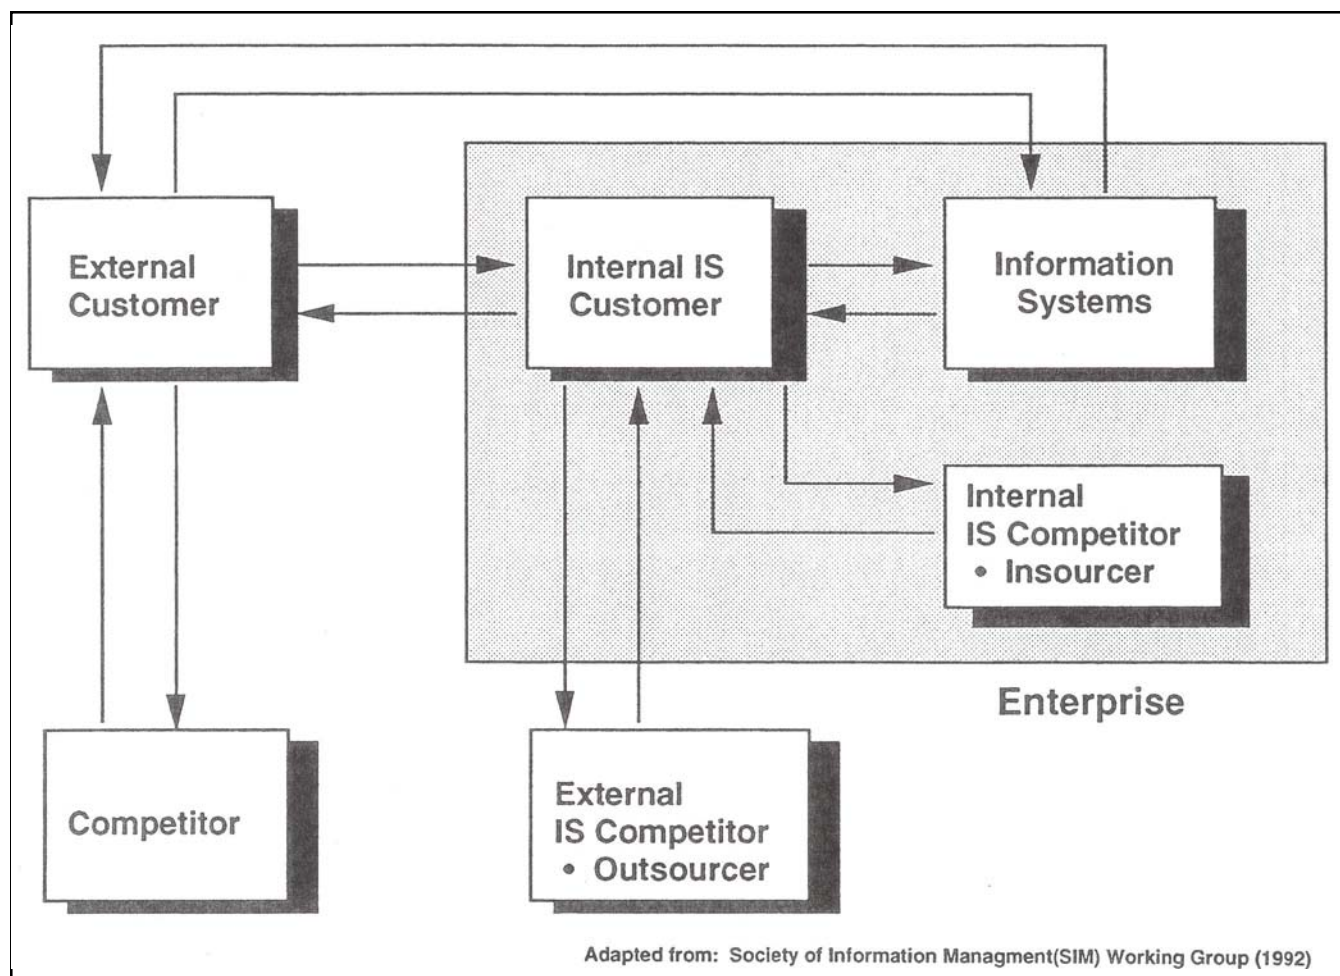 External
Customer
Internal IS
Customer
Information
Systems
Internal
IS Competitor
• Insourcer
Enterprise
Competitor
External
IS Competitor
• Outsourcer
Adapted from: Society of Information Managment(SIM) Working Group (1992)